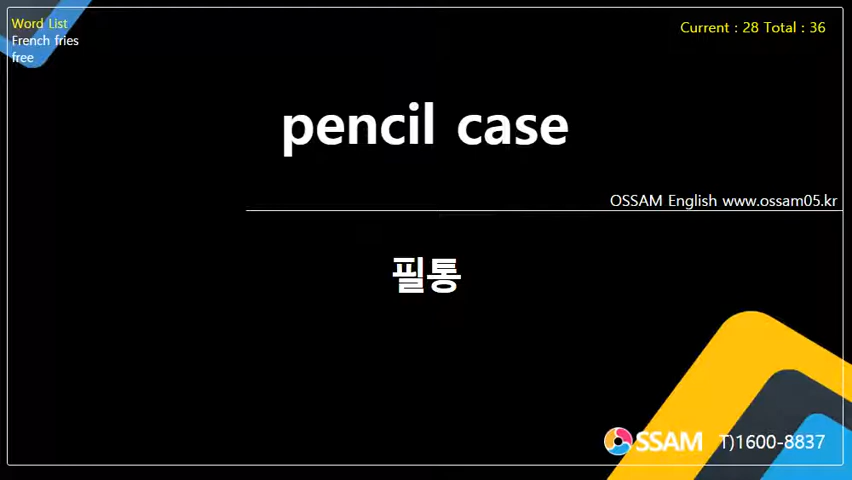 Word List
French fries
free
Current : 28 Total : 36
pencil case
OSSAM English www.ossam05.kr
필통
OSSAM T)1600-8837